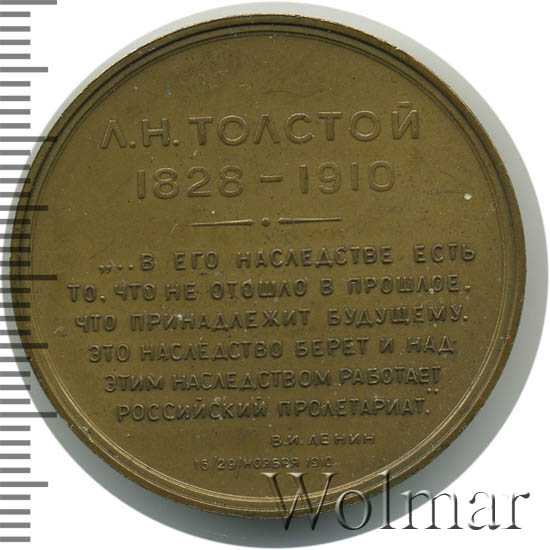 Л.Н. ТОЛСТОЙ
1828 – 1910
„... В ЕГО НАСЛЕДСТВЕ ЕСТЬ
ТО, ЧТО НЕ ОТОШЛО В ПРОШЛОЕ,
ЧТО ПРИНАДЛЕЖИТ БУДУЩЕМУ.
ЭТО НАСЛЕДСТВО БЕРЕТ И НАД
ЭТИМ НАСЛЕДСТВОМ РАБОТАЕТ
РОССИЙСКИЙ ПРОЛЕТАРИАТ."
В.И. ЛЕНИН
16/29/НОЯБРЯ 1910
Wolmar